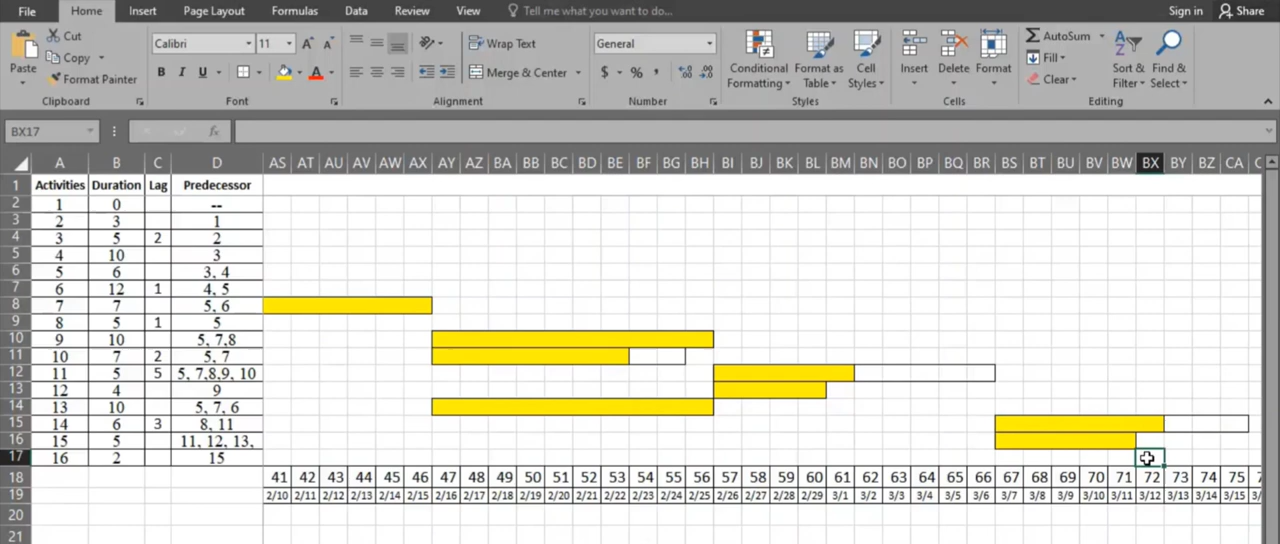 File Home Insert Page Layout Formulas Data Review View Tell me what you want to do... Sign in Share
Paste Cut Copy Format Painter
Calibri 11 A A
B I U A
Wrap Text
Merge & Center
General
$ % ,
Conditional Formatting Format as Table Cell Styles
Insert Delete Format
AutoSum Fill Clear
Sort & Filter Find & Select
Clipboard Font Alignment Number Styles Cells Editing
BX17 fx
A B C D AS AT AU AV AW AX AY AZ BA BB BC BD BE BF BG BH BI BJ BK BL BM BN BO BP BQ BR BS BT BU BV BW BX BY BZ CA
1 Activities Duration Lag Predecessor
2 1 0 --
3 2 3 1
4 3 5 2 2
5 4 10 3
6 5 6 3, 4
7 6 12 1 4, 5
8 7 7 5, 6
9 8 5 1 5
10 9 10 5, 7,8
11 10 7 2 5, 7
12 11 5 5 5, 7,8,9, 10
13 12 4 9
14 13 10 5, 7, 6
15 14 6 3 8, 11
16 15 5 11, 12, 13,
17 16 2 15
18 41 42 43 44 45 46 47 48 49 50 51 52 53 54 55 56 57 58 59 60 61 62 63 64 65 66 67 68 69 70 71 72 73 74 75
19 2/10 2/11 2/12 2/13 2/14 2/15 2/16 2/17 2/18 2/19 2/20 2/21 2/22 2/23 2/24 2/25 2/26 2/27 2/28 2/29 3/1 3/2 3/3 3/4 3/5 3/6 3/7 3/8 3/9 3/10 3/11 3/12 3/13 3/14 3/15
20
21